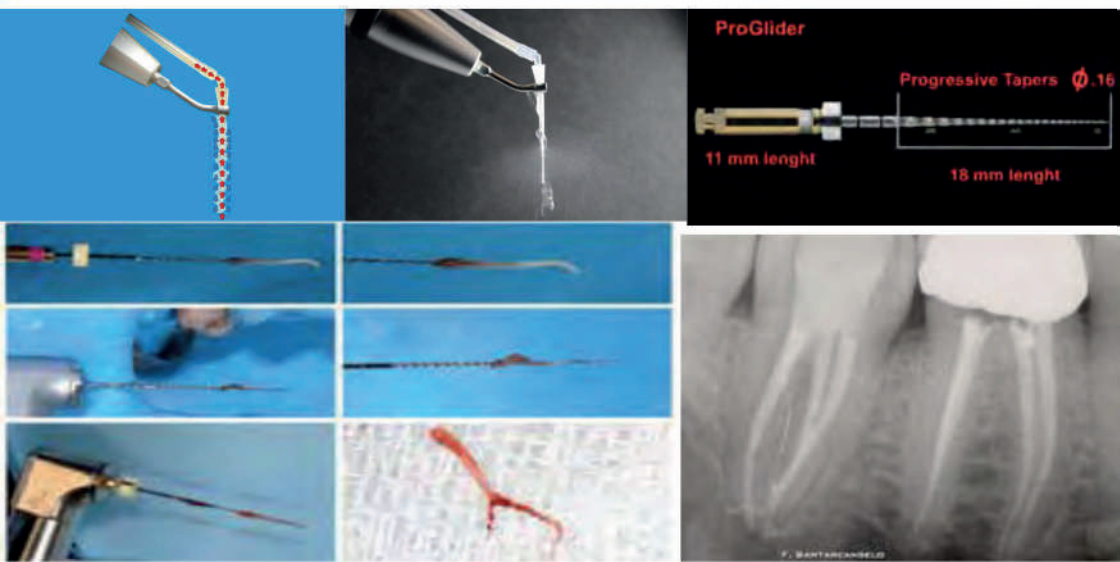 ProGlider
Progressive Tapers Ø .16
11 mm lenght
18 mm lenght
F. SANTARCANGELO